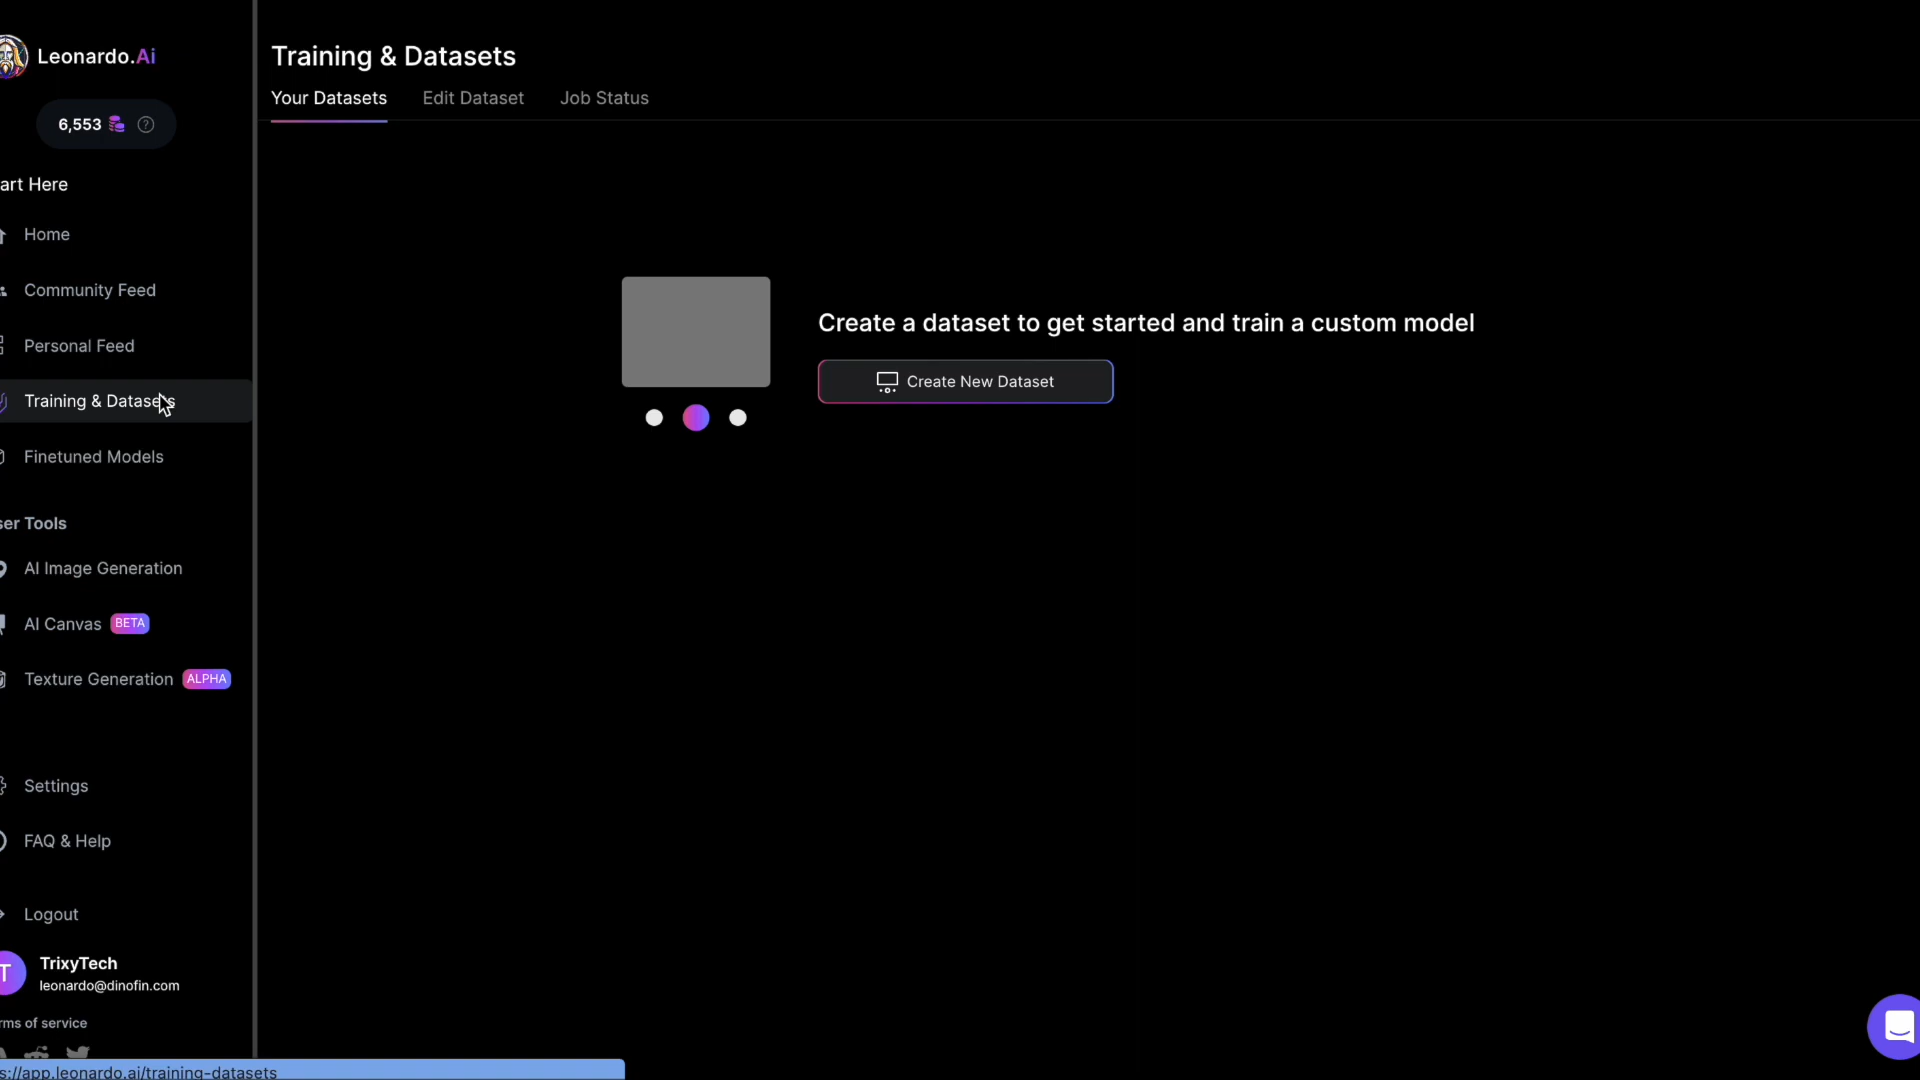 Leonardo.Ai
6,553
art Here
Home
Community Feed
Personal Feed
Training & Datasets
Finetuned Models
ser Tools
AI Image Generation
AI Canvas BETA
Texture Generation ALPHA
Settings
FAQ & Help
Logout
T
TrixyTech
leonardo@dinofin.com
rms of service
s://app.leonardo.ai/training-datasets
Training & Datasets
Your Datasets Edit Dataset Job Status
Create a dataset to get started and train a custom model
Create New Dataset